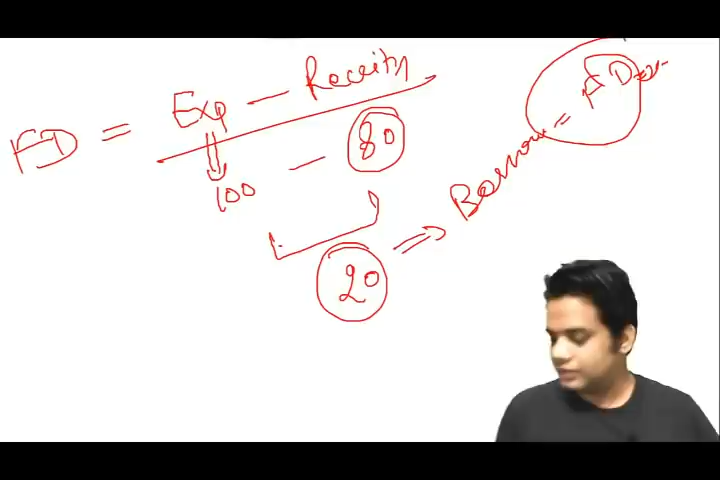 FD = Exp — Receipts
100 — 80
20 ⇒ Borrow = FD